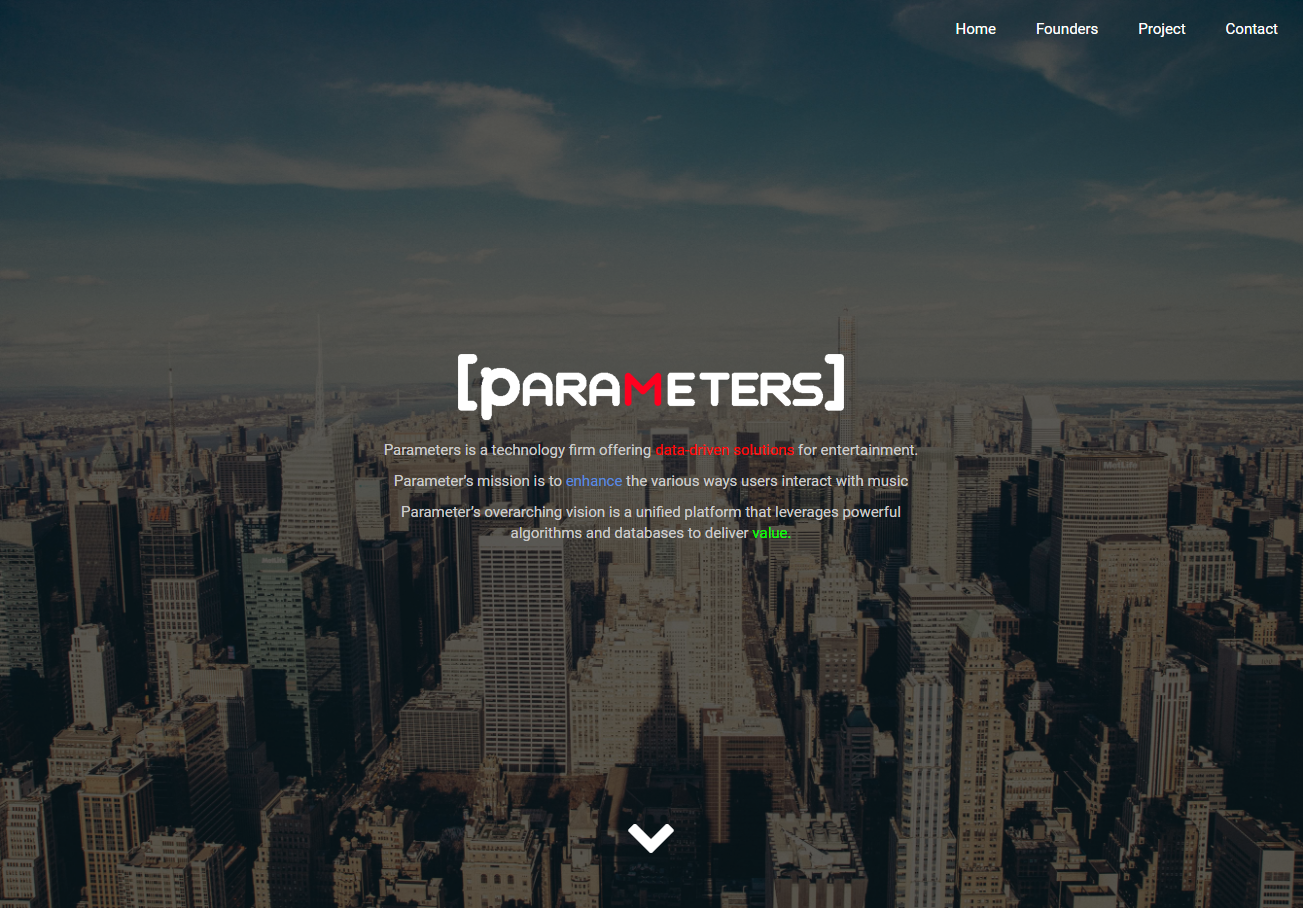 Home Founders Project Contact
[PARAMETERS]
Parameters is a technology firm offering data-driven solutions for entertainment.
Parameter's mission is to enhance the various ways users interact with music
Parameter's overarching vision is a unified platform that leverages powerful
algorithms and databases to deliver value.
MetLife